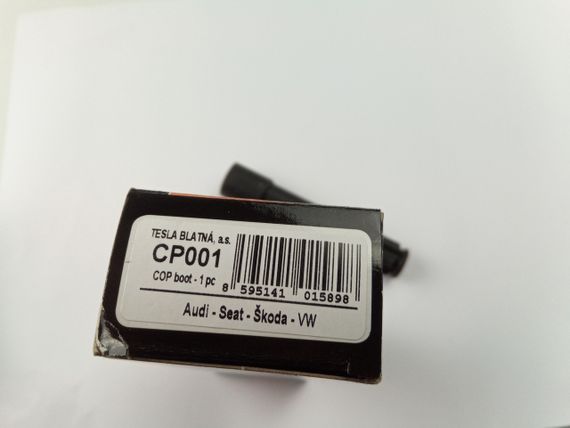 TESLA BLATNÁ, a.s.
CP001
COP boot - 1 pc
8 595141 015898
Audi - Seat - Škoda - VW